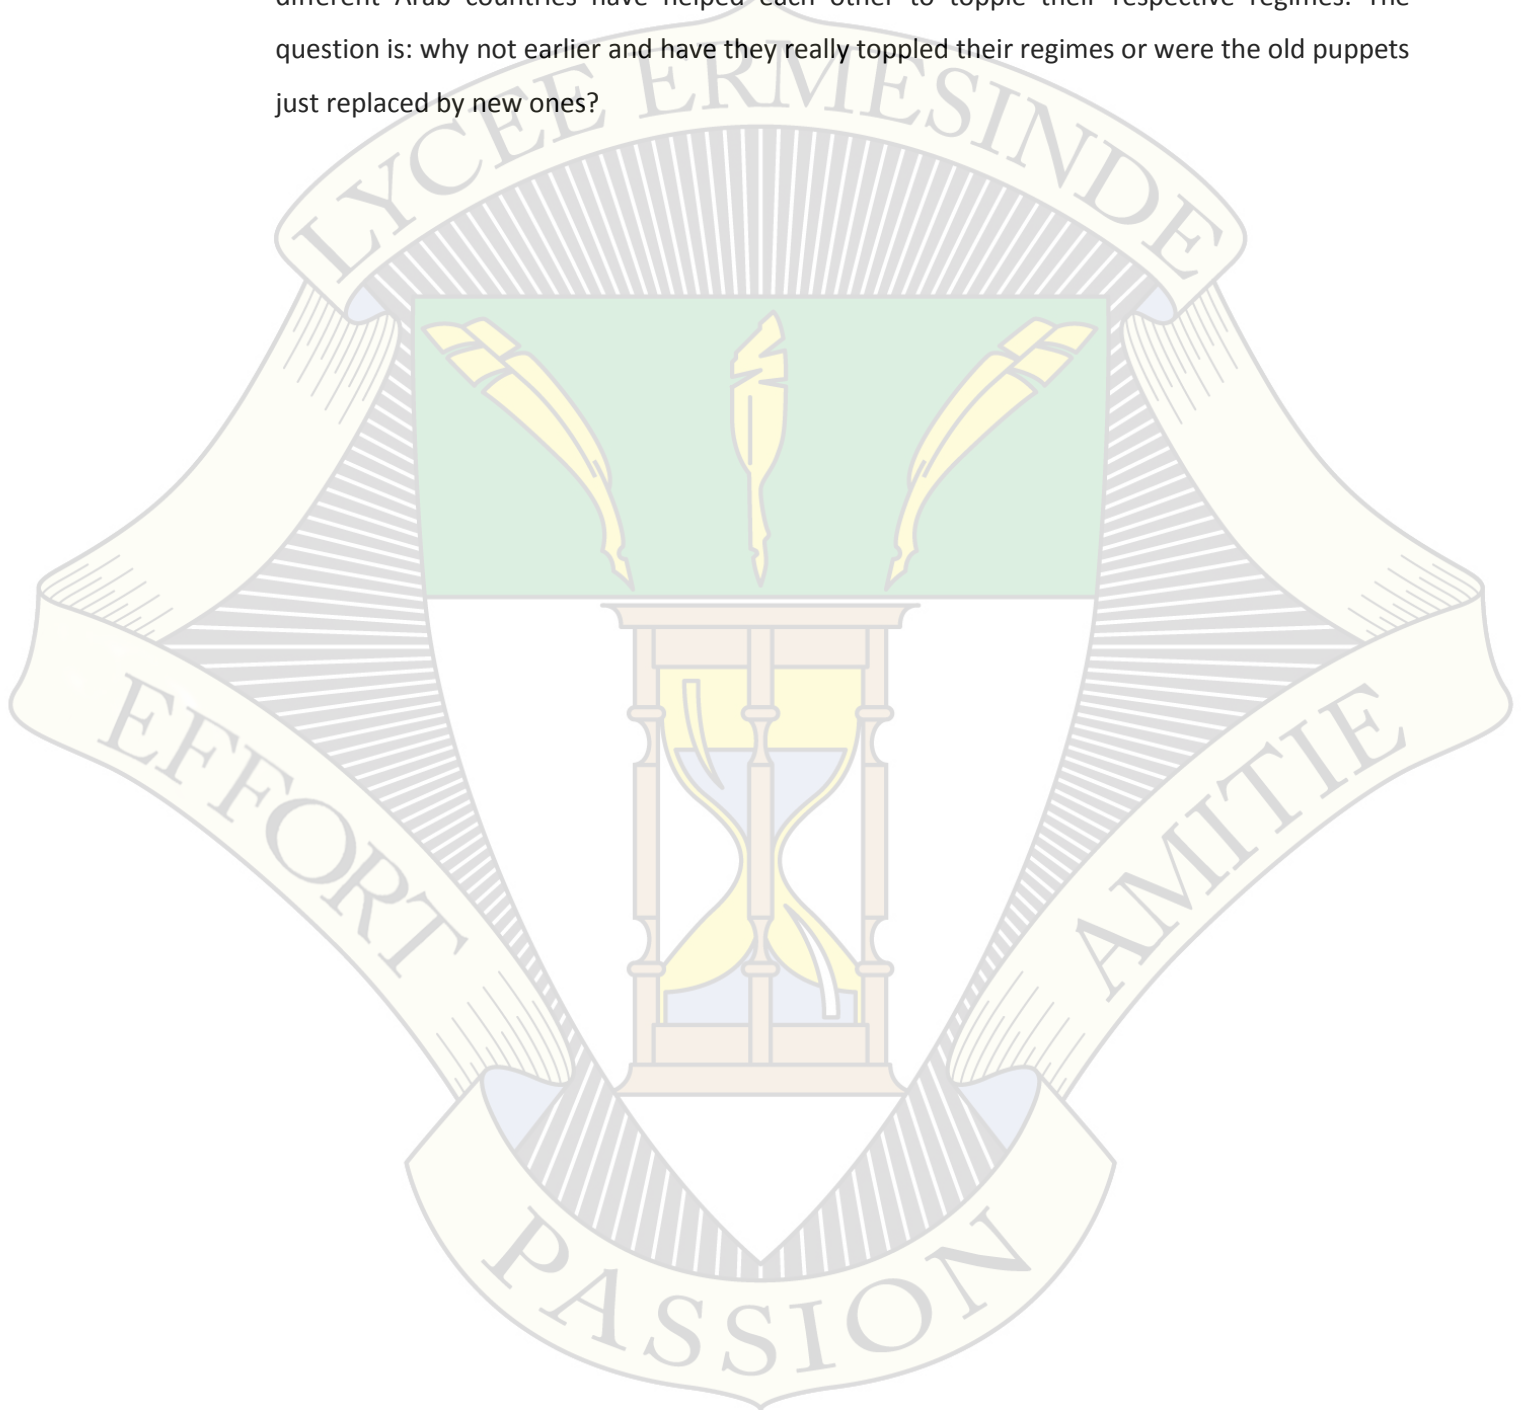 different Arab countries have helped each other to topple their respective regimes. The
question is: why not earlier and have they really toppled their regimes or were the old puppets
just replaced by new ones?
LYCEE ERMESINDE
EFFORT
AMITIE
PASSION